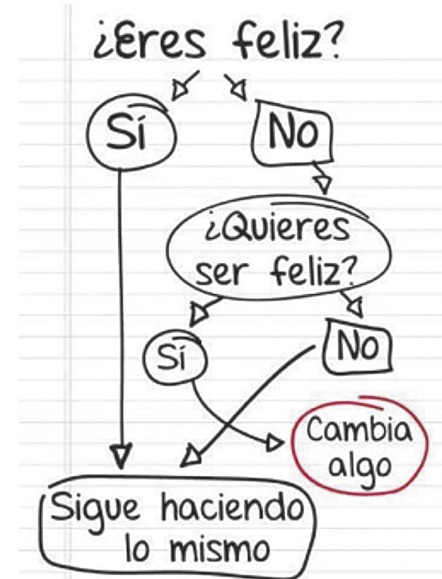 ¿Eres feliz?
Sí
No
¿Quieres
ser feliz?
Sí
No
Cambia
algo
Sigue haciendo
lo mismo